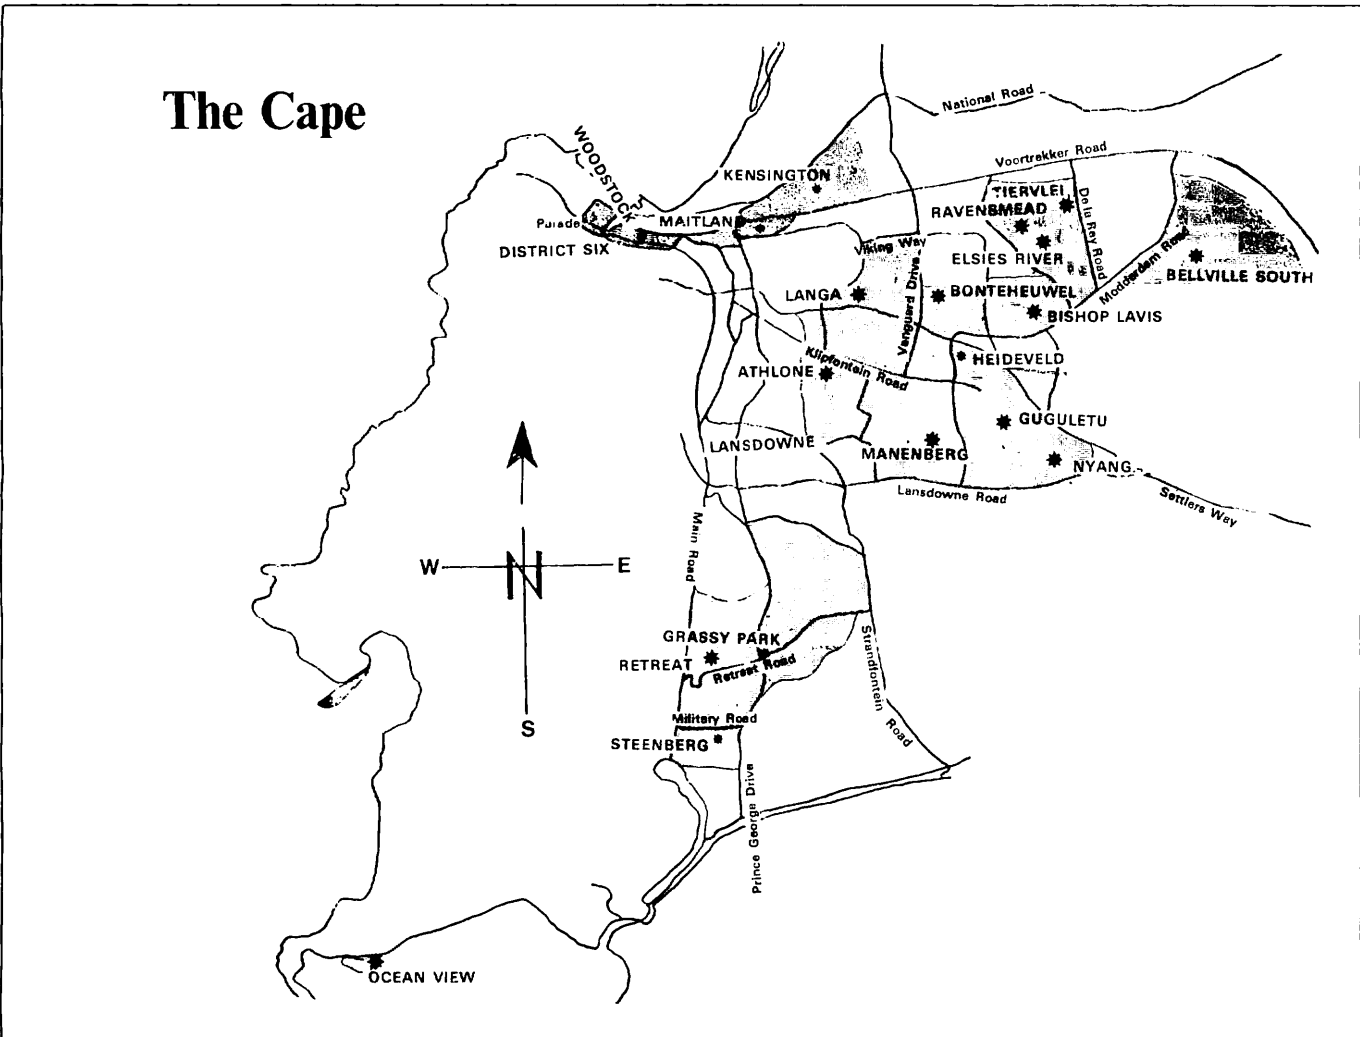 The Cape
National Road
WOODSTOCK
Voortrekker Road
KENSINGTON
TIERVLEI
De la Rey Road
RAVENSMEAD
MAITLAN
Parade
DISTRICT SIX
Viking Way
ELSIES RIVER
Modderdam Road
BELLVILLE SOUTH
LANGA
Vanguard Drive
BONTEHEUWEL
BISHOP LAVIS
Klipfontein Road
HEIDEVELD
ATHLONE
GUGULETU
LANSDOWNE
MANENBERG
NYANG
Lansdowne Road
Settlers Way
Main Road
W
N
E
S
GRASSY PARK
RETREAT
Retreat Road
Strandfontein Road
Military Road
STEENBERG
Prince George Drive
OCEAN VIEW